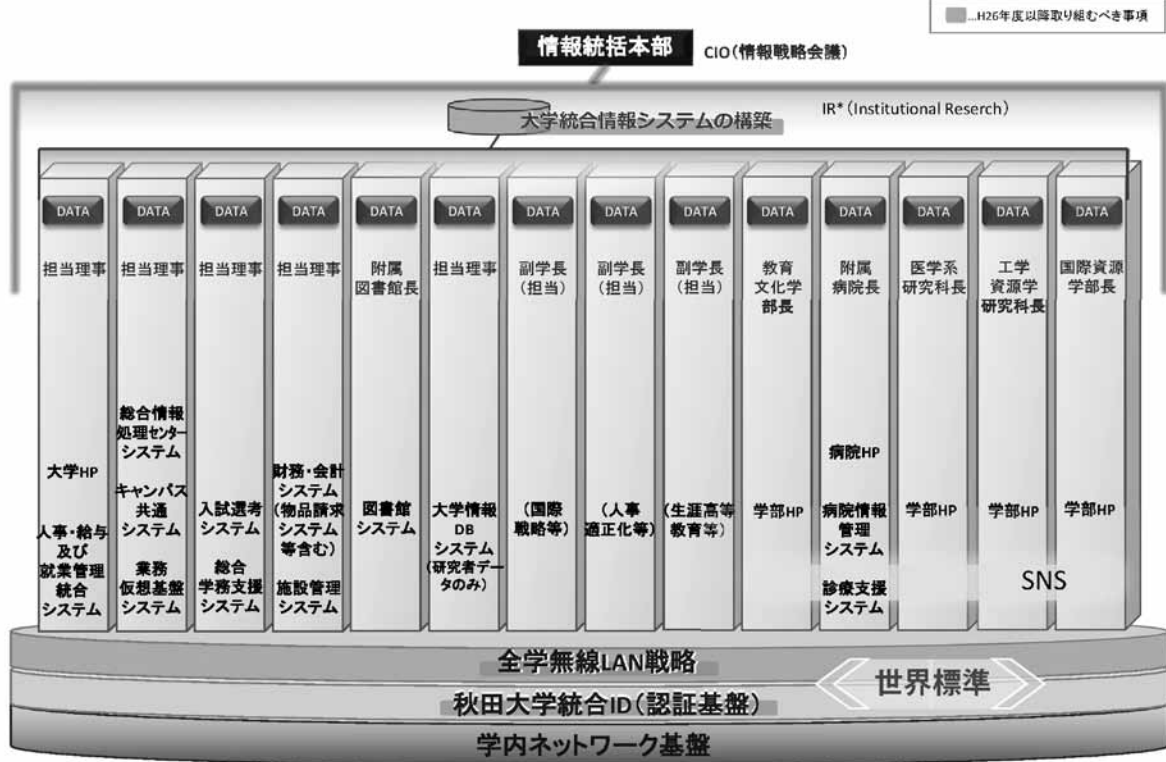 …H26年度以降取り組むべき事項
情報統括本部
CIO(情報戦略会議)
IR*(Institutional Reserch)
大学統合情報システムの構築
DATA
担当理事
大学HP
人事・給与
及び
就業管理
統合
システム
DATA
担当理事
総合情報
処理センター
システム
キャンパス
共通
システム
業務
仮想基盤
システム
DATA
担当理事
入試選考
システム
総合
学務支援
システム
DATA
担当理事
財務・会計
システム
(物品請求
システム
等含む)
施設管理
システム
DATA
附属
図書館長
図書館
システム
DATA
担当理事
大学情報
DB
システム
(研究者デー
タのみ)
DATA
副学長
(担当)
(国際
戦略等)
DATA
副学長
(担当)
(人事
適正化等)
DATA
副学長
(担当)
(生涯高等
教育等)
DATA
教育
文化学
部長
学部HP
DATA
附属
病院長
病院HP
病院情報
管理
システム
診療支援
システム
DATA
医学系
研究科長
学部HP
DATA
工学
資源学
研究科長
学部HP
DATA
国際資源
学部長
学部HP
SNS
全学無線LAN戦略
世界標準
秋田大学統合ID(認証基盤)
学内ネットワーク基盤